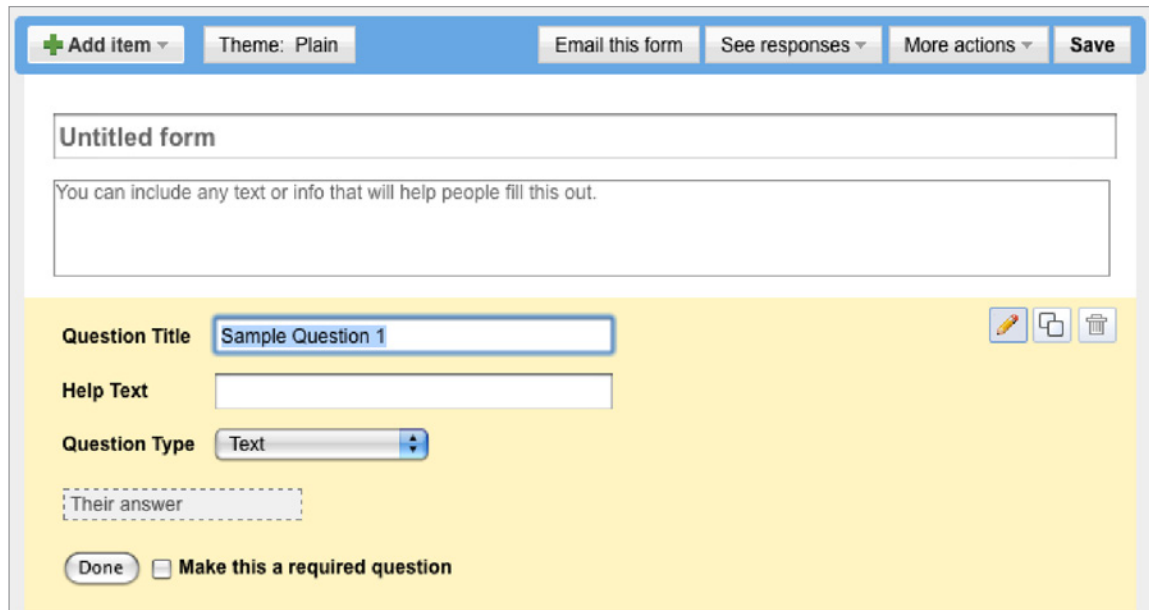 Add item Theme: Plain Email this form See responses More actions Save
Untitled form
You can include any text or info that will help people fill this out.
Question Title Sample Question 1
Help Text
Question Type Text
Their answer
Done Make this a required question